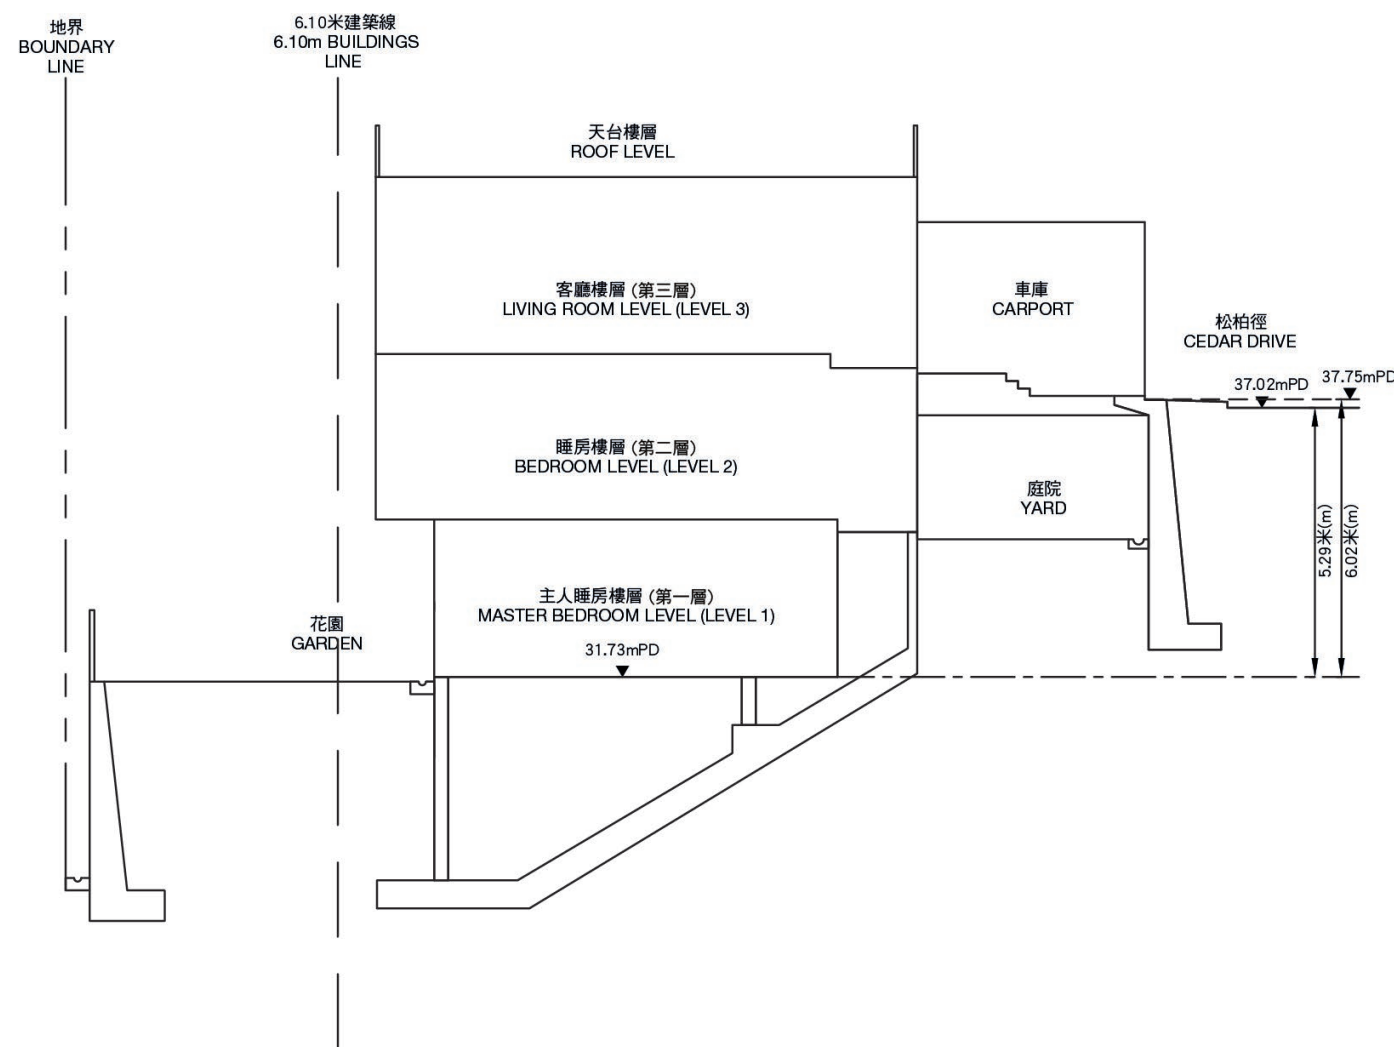 地界
BOUNDARY
LINE
6.10米建築線
6.10m BUILDINGS
LINE
天台樓層
ROOF LEVEL
客廳樓層 (第三層)
LIVING ROOM LEVEL (LEVEL 3)
車庫
CARPORT
松柏徑
CEDAR DRIVE
37.02mPD
37.75mPD
睡房樓層 (第二層)
BEDROOM LEVEL (LEVEL 2)
庭院
YARD
5.29米(m)
6.02米(m)
主人睡房樓層 (第一層)
MASTER BEDROOM LEVEL (LEVEL 1)
31.73mPD
花園
GARDEN